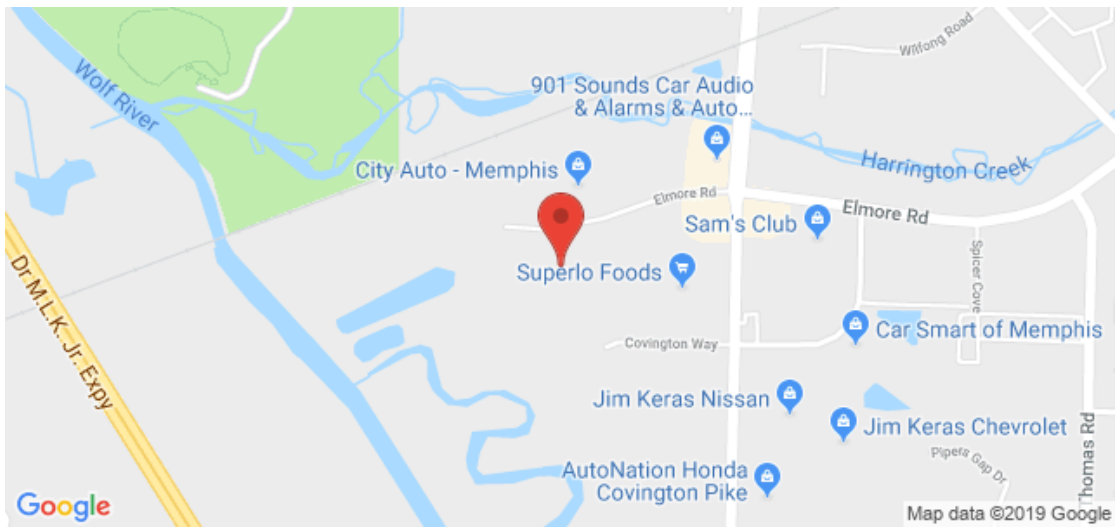 Wilfong Road
Wolf River
901 Sounds Car Audio
& Alarms & Auto...
City Auto - Memphis
Harrington Creek
Elmore Rd
Elmore Rd
Sam's Club
Superlo Foods
Spicer Cove
Dr M.L.K. Jr. Expy
Covington Way
Car Smart of Memphis
Jim Keras Nissan
Jim Keras Chevrolet
Thomas Rd
Pipers Gap Dr
AutoNation Honda
Covington Pike
Google
Map data ©2019 Google